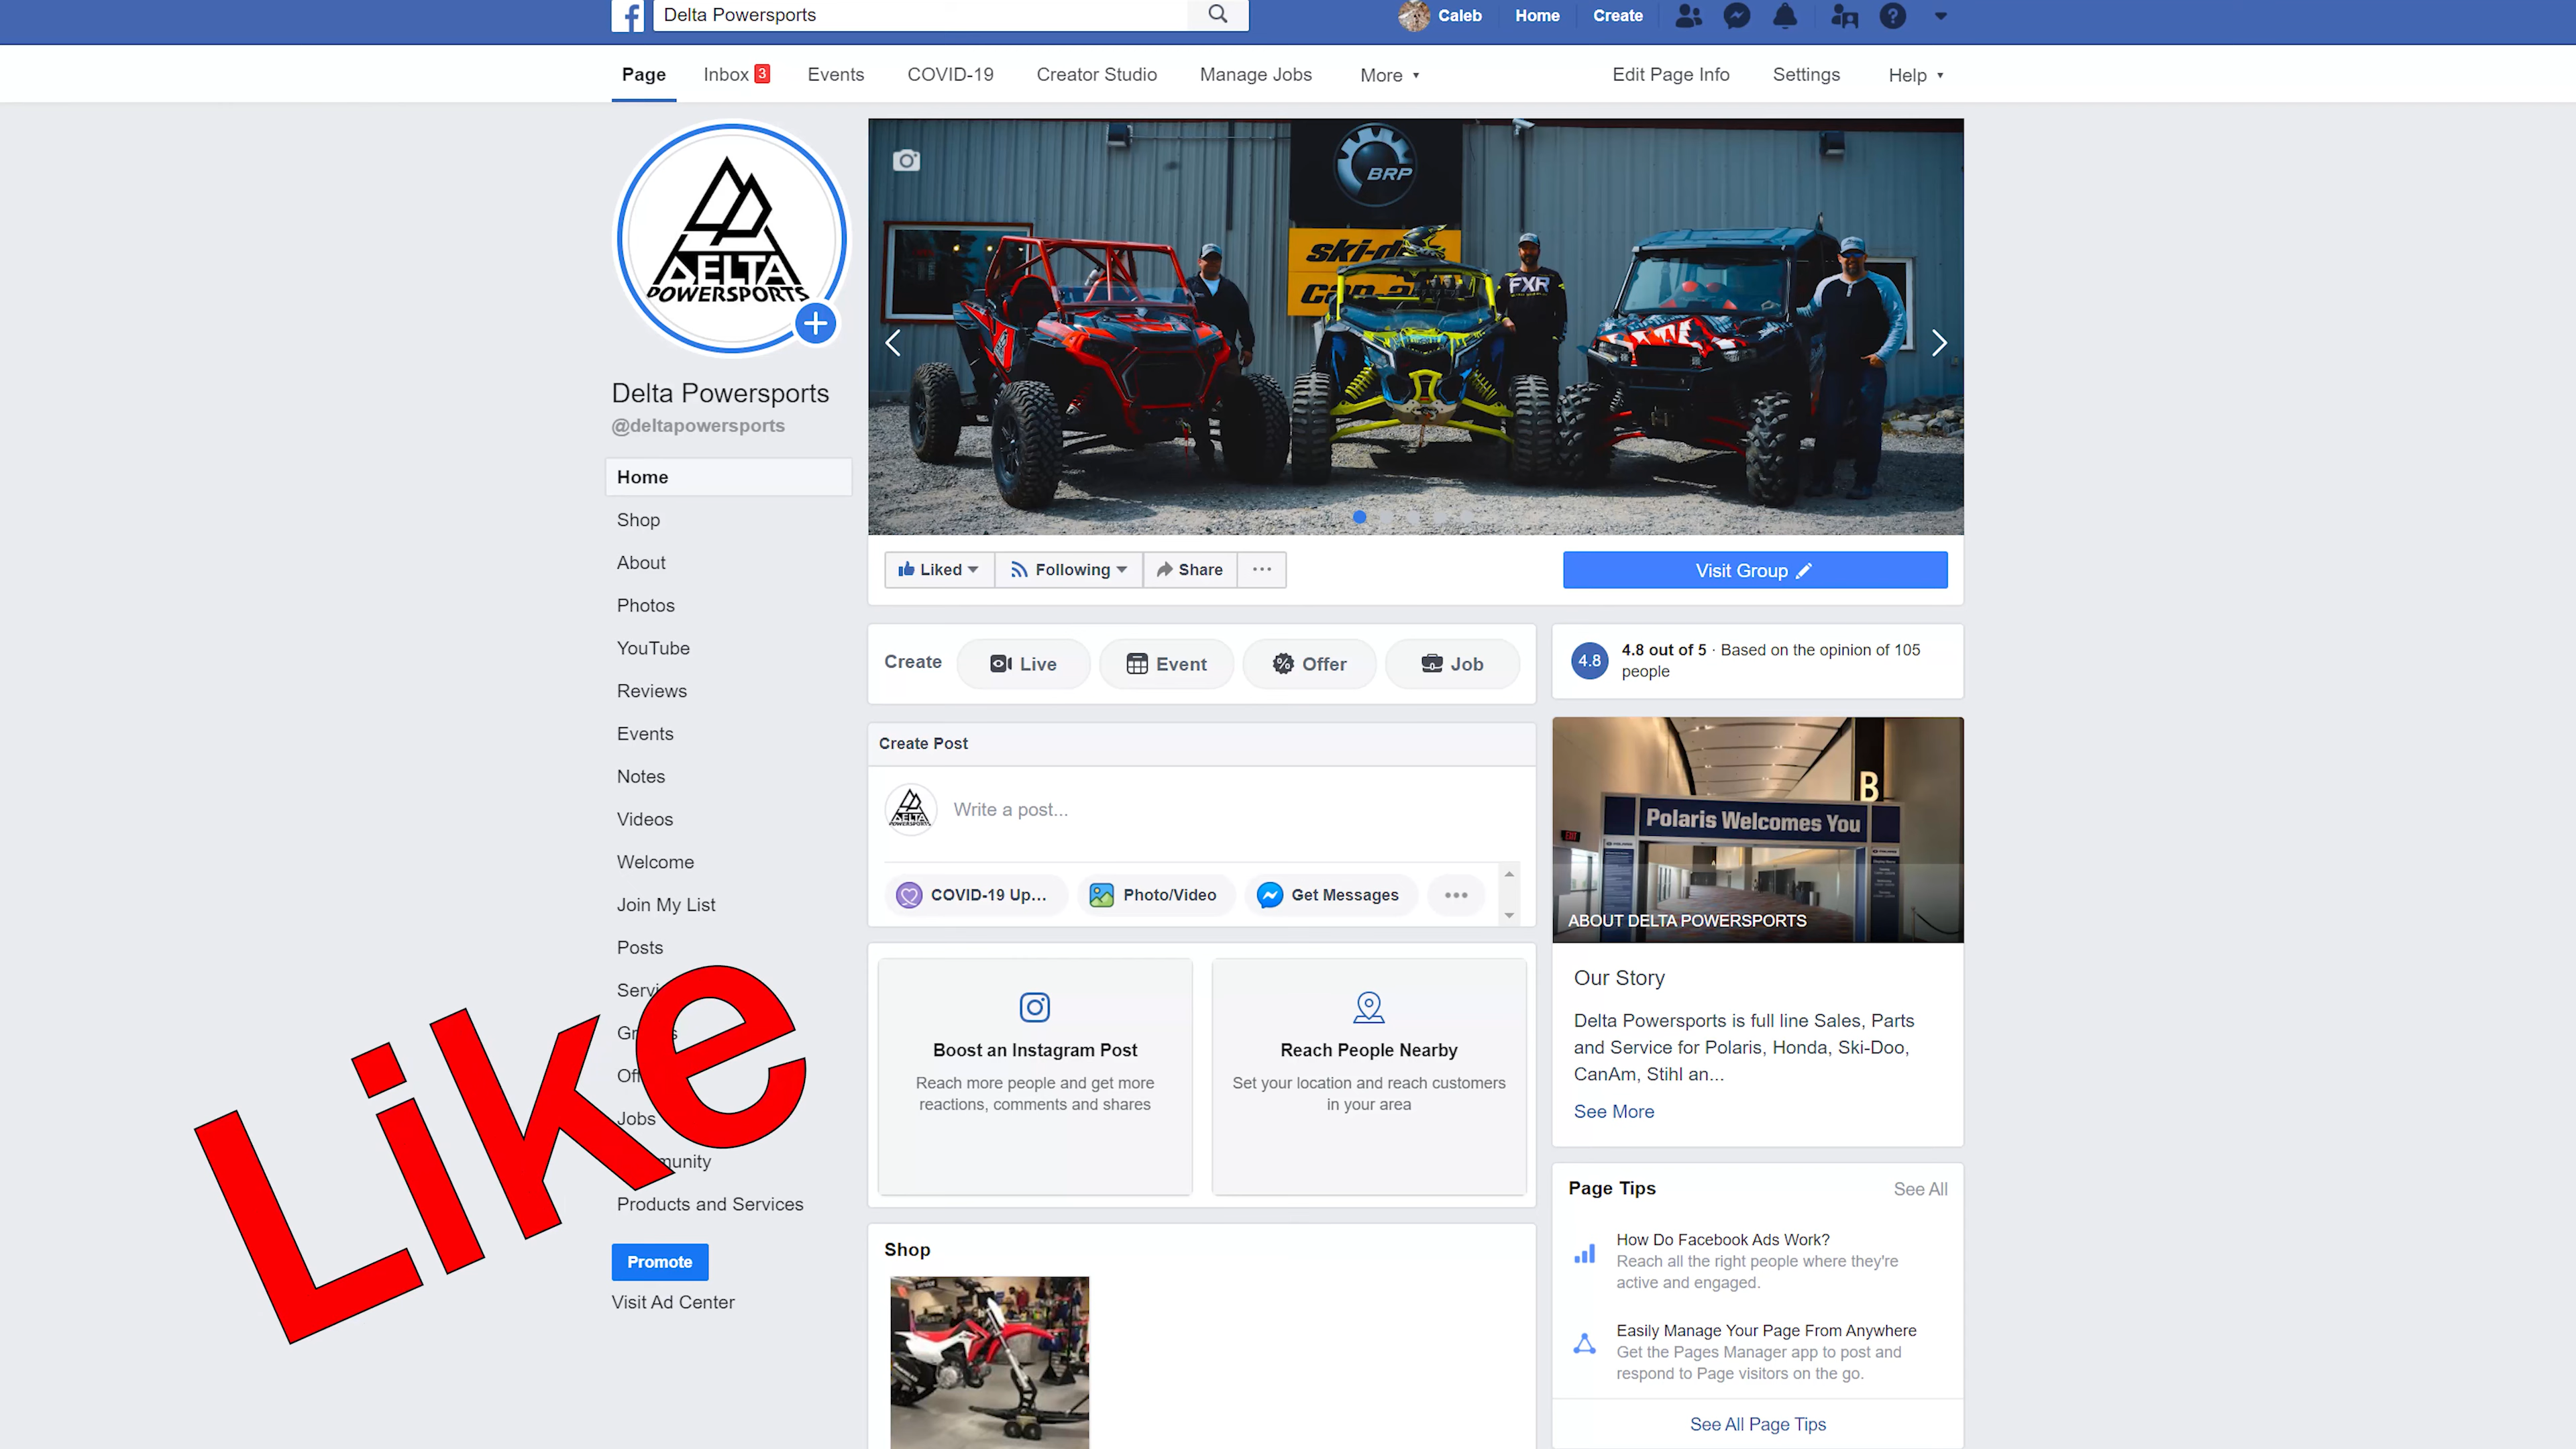 Delta Powersports
Caleb
Home
Create
Page
Inbox 3
Events
COVID-19
Creator Studio
Manage Jobs
More
Edit Page Info
Settings
Help
DELTA
POWERSPORTS
BRP
ski-d
can-a
FXR
Delta Powersports
@deltapowersports
Home
Shop
About
Photos
YouTube
Reviews
Events
Notes
Videos
Welcome
Join My List
Posts
Jobs
Products and Services
Promote
Visit Ad Center
Like
Liked
Following
Share
Visit Group
Create
Live
Event
Offer
Job
Create Post
DELTA
POWERSPORTS
Write a post...
COVID-19 Up...
Photo/Video
Get Messages
Boost an Instagram Post
Reach more people and get more
reactions, comments and shares
Reach People Nearby
Set your location and reach customers
in your area
Shop
4.8
4.8 out of 5 · Based on the opinion of 105
people
B
Polaris Welcomes You
EXIT
ABOUT DELTA POWERSPORTS
Our Story
Delta Powersports is full line Sales, Parts
and Service for Polaris, Honda, Ski-Doo,
CanAm, Stihl an...
See More
Page Tips
See All
How Do Facebook Ads Work?
Reach all the right people where they're
active and engaged.
Easily Manage Your Page From Anywhere
Get the Pages Manager app to post and
respond to Page visitors on the go.
See All Page Tips